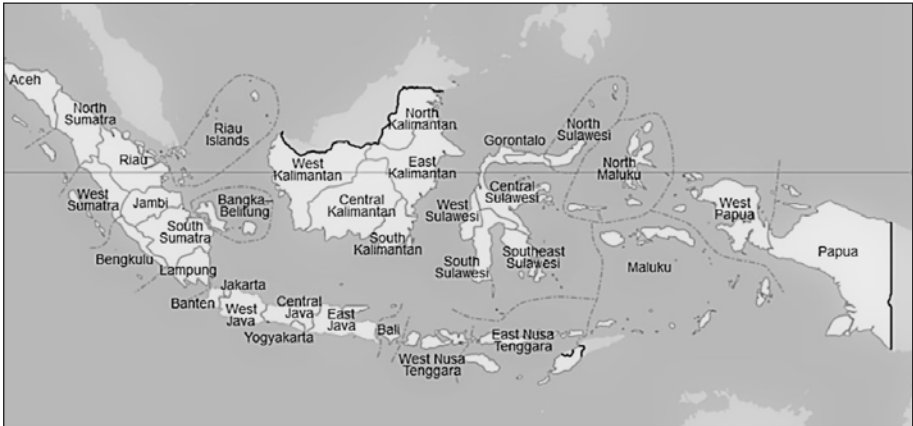 Aceh
North
Sumatra
Riau
Islands
Riau
West
Sumatra
Jambi
Bangka–
Belitung
South
Sumatra
Bengkulu
Lampung
Banten
Jakarta
West
Java
Central
Java
Yogyakarta
East
Java
Bali
West Nusa
Tenggara
East Nusa
Tenggara
West
Kalimantan
Central
Kalimantan
South
Kalimantan
East
Kalimantan
North
Kalimantan
Gorontalo
North
Sulawesi
West
Sulawesi
Central
Sulawesi
South
Sulawesi
Southeast
Sulawesi
North
Maluku
Maluku
West
Papua
Papua